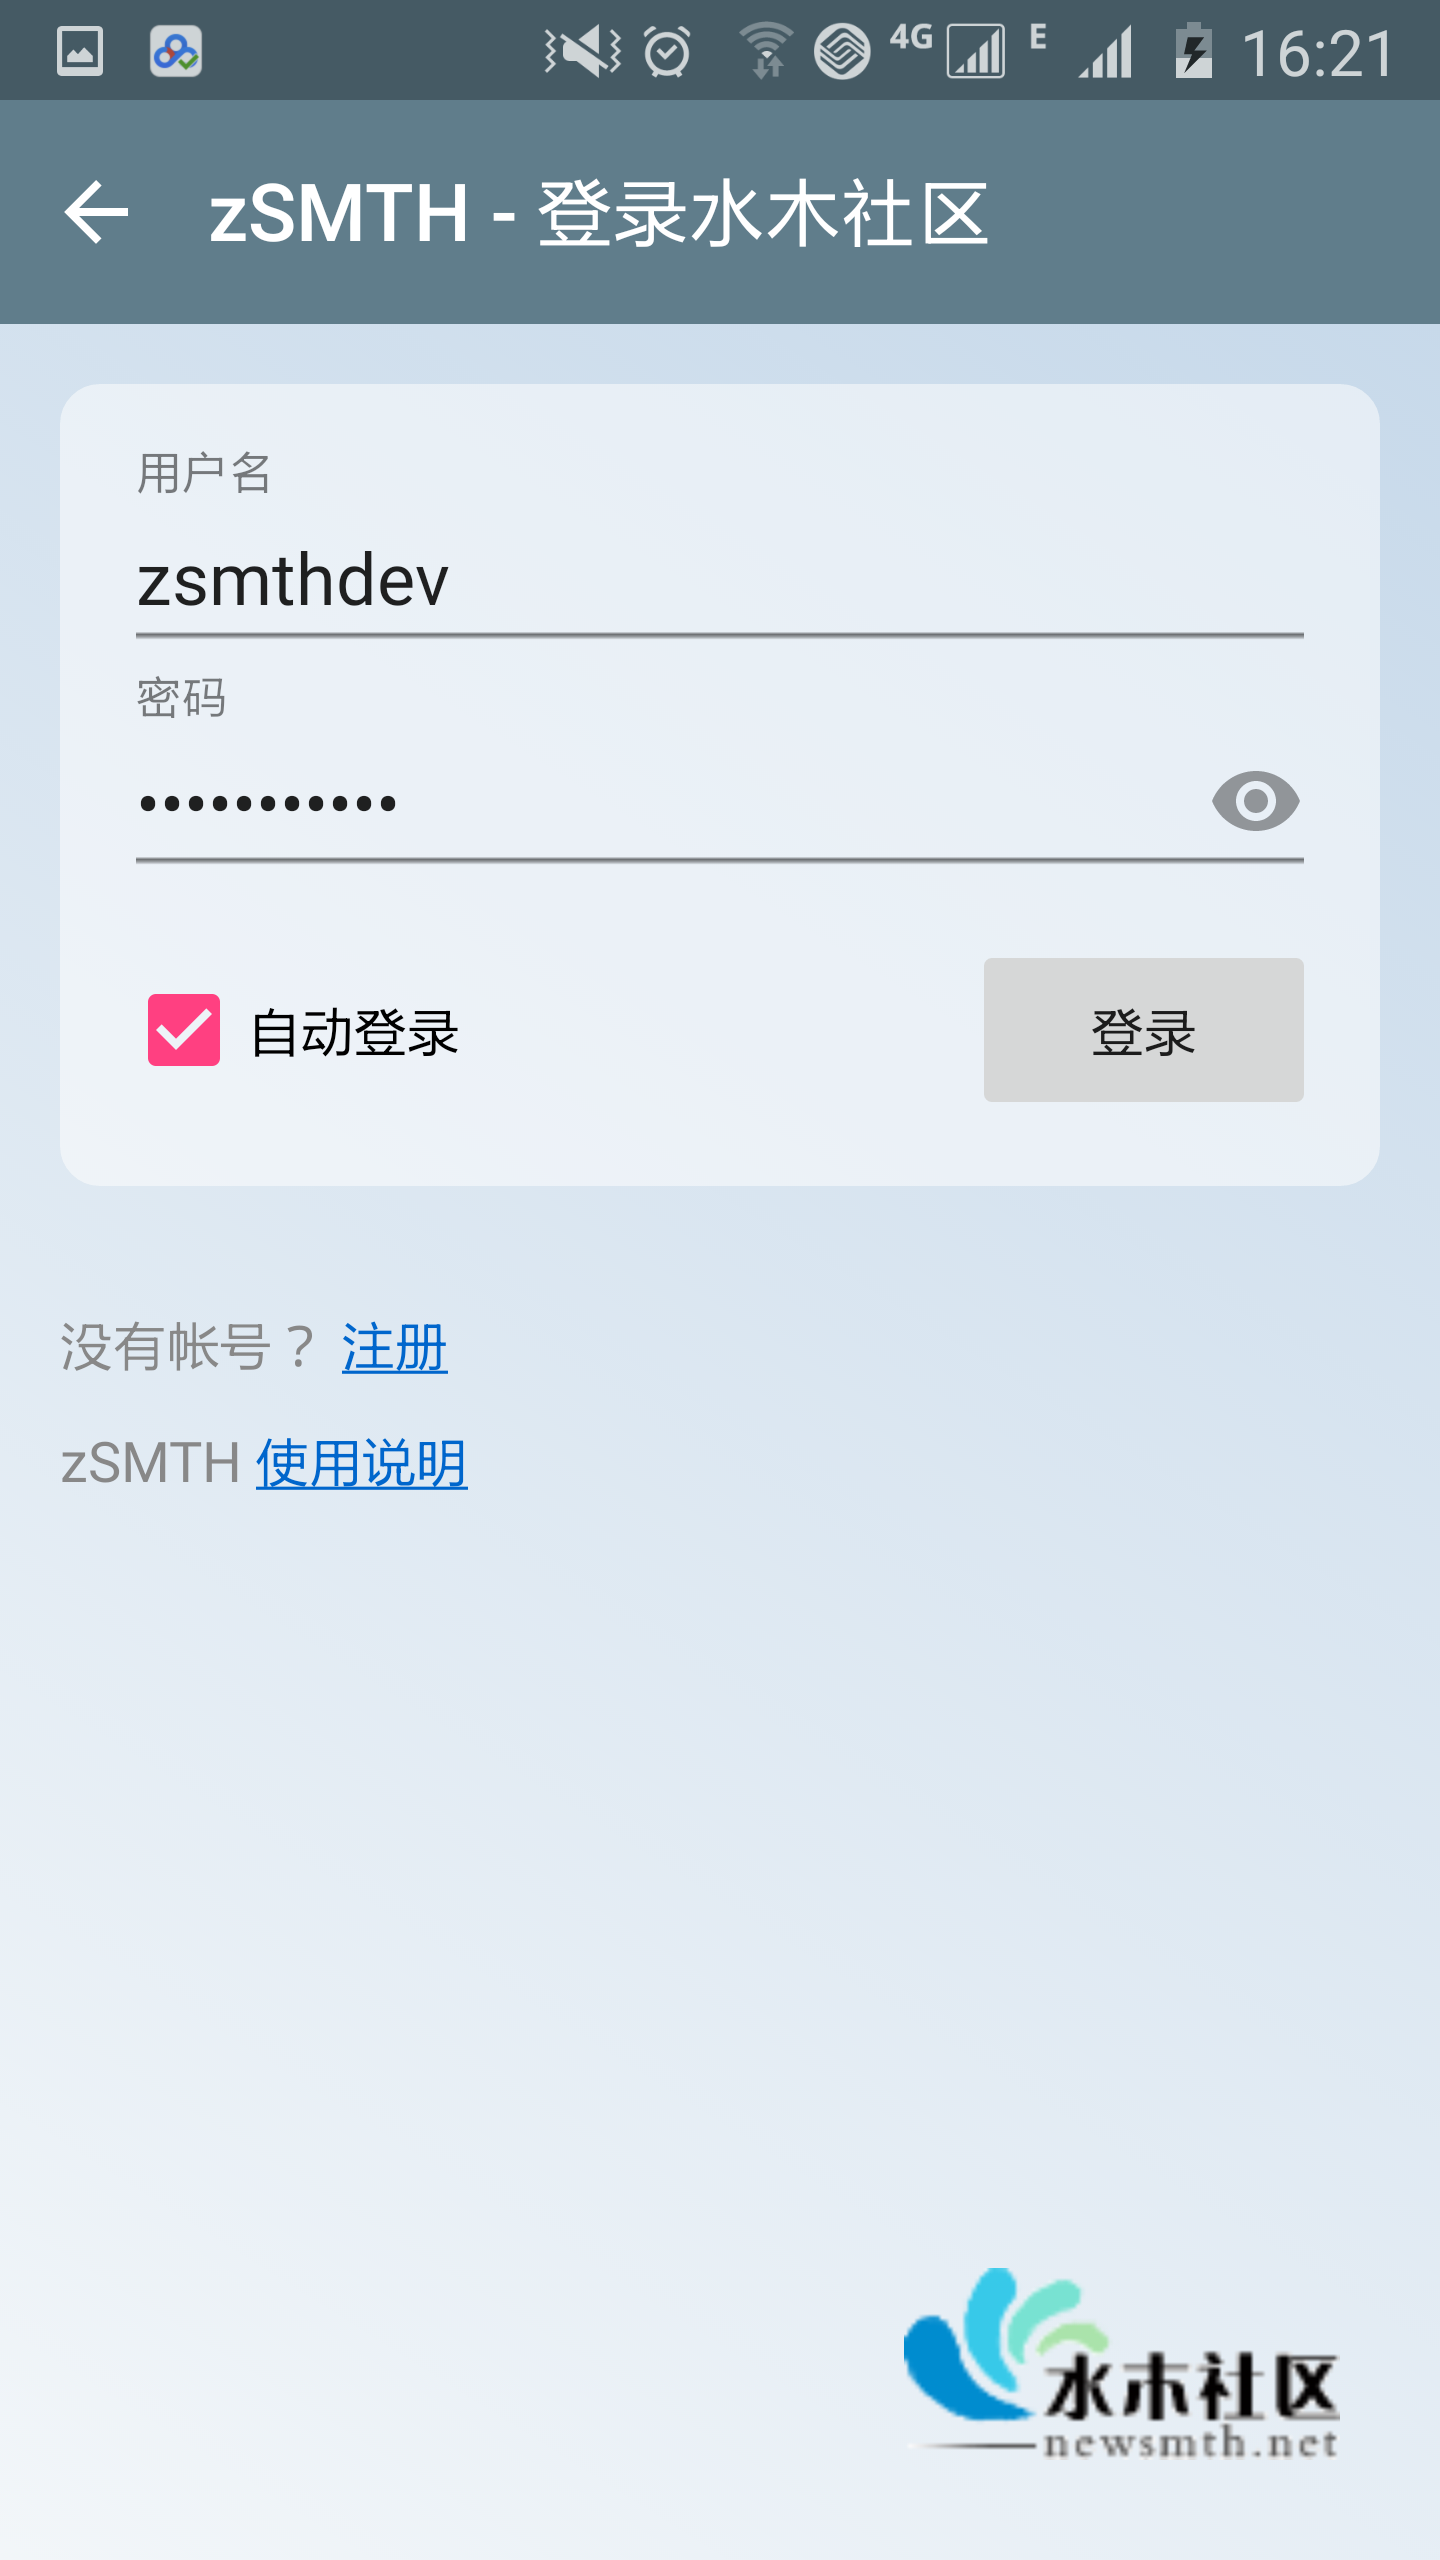 4G E 16:21
zSMTH - 登录水木社区
用户名
zsmthdev
密码
•••••••••••
自动登录 登录
没有帐号？ 注册
zSMTH 使用说明
水木社区
newsmth.net